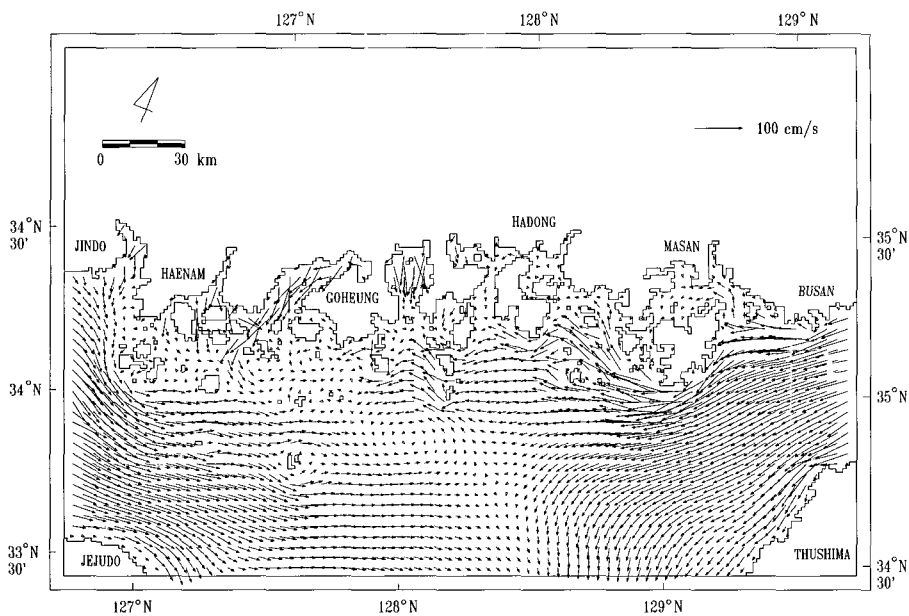 127°N 128°N 129°N
100 cm/s
0 30 km
34°N
30'
JINDO
HAENAM
GOHEUNG
HADONG
MASAN
BUSAN
35°N
30'
34°N
35°N
33°N
30'
JEJUDO
THUSHIMA
34°N
30'
127°N 128°N 129°N